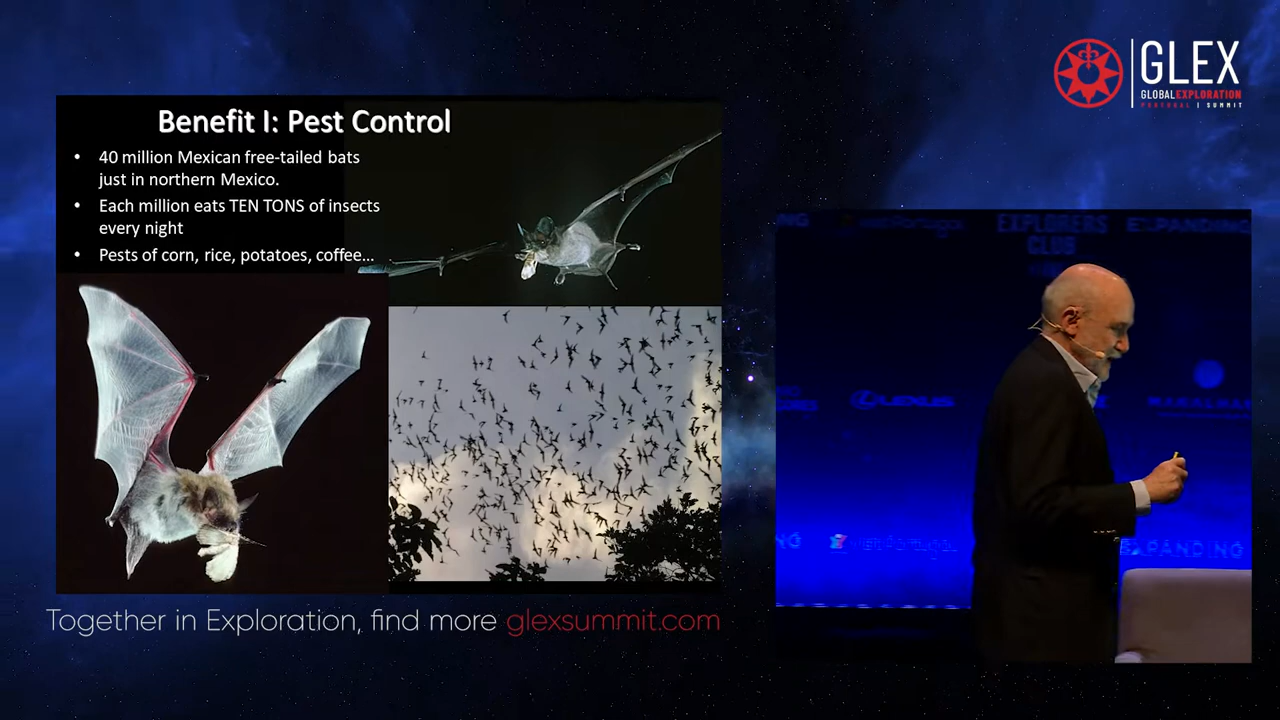 GLEX
GLOBALEXPLORATION
PORTUGAL | SUMMIT
Benefit I: Pest Control
• 40 million Mexican free-tailed bats
just in northern Mexico.
• Each million eats TEN TONS of insects
every night
• Pests of corn, rice, potatoes, coffee...
EXPLORERS
CLUB
EXPANDING
LEXUS
EXPANDING
Together in Exploration, find more glexsummit.com